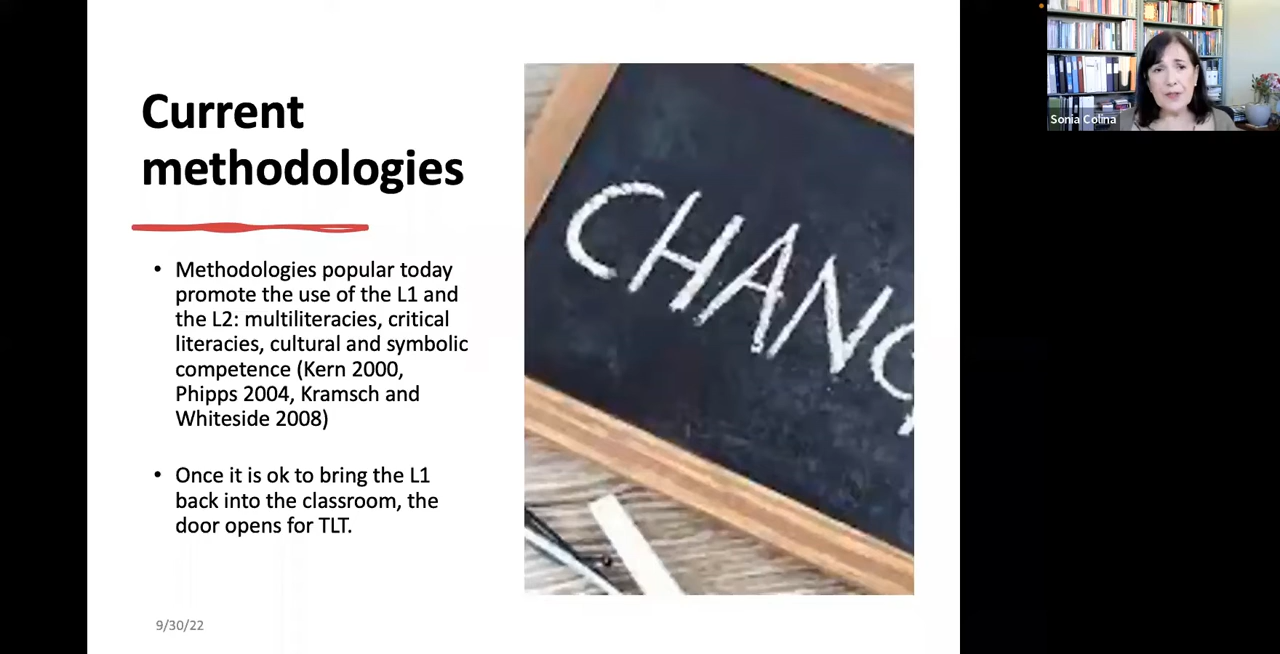 Current
methodologies
• Methodologies popular today
promote the use of the L1 and
the L2: multiliteracies, critical
literacies, cultural and symbolic
competence (Kern 2000,
Phipps 2004, Kramsch and
Whiteside 2008)
• Once it is ok to bring the L1
back into the classroom, the
door opens for TLT.
9/30/22
CHANG
Sonia Colina